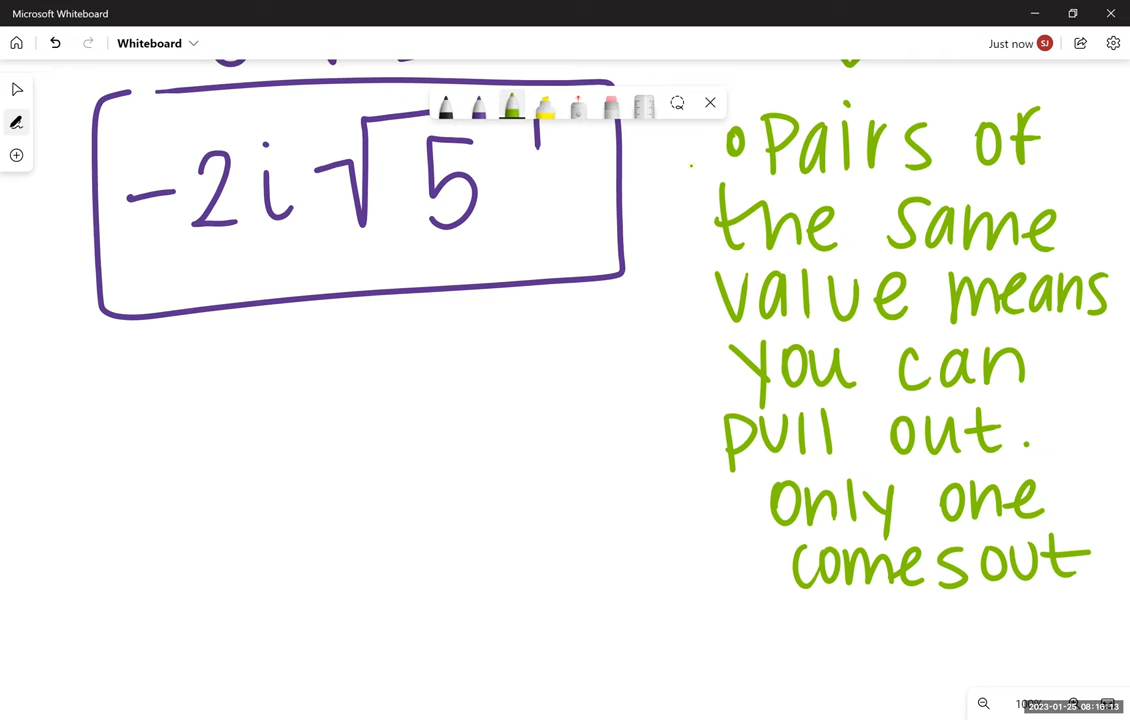 Microsoft Whiteboard
Whiteboard
Just now SJ
-2i√5
Pairs of
the same
value means
you can
pull out.
only one
comes out
2023-01-25 08:16:13